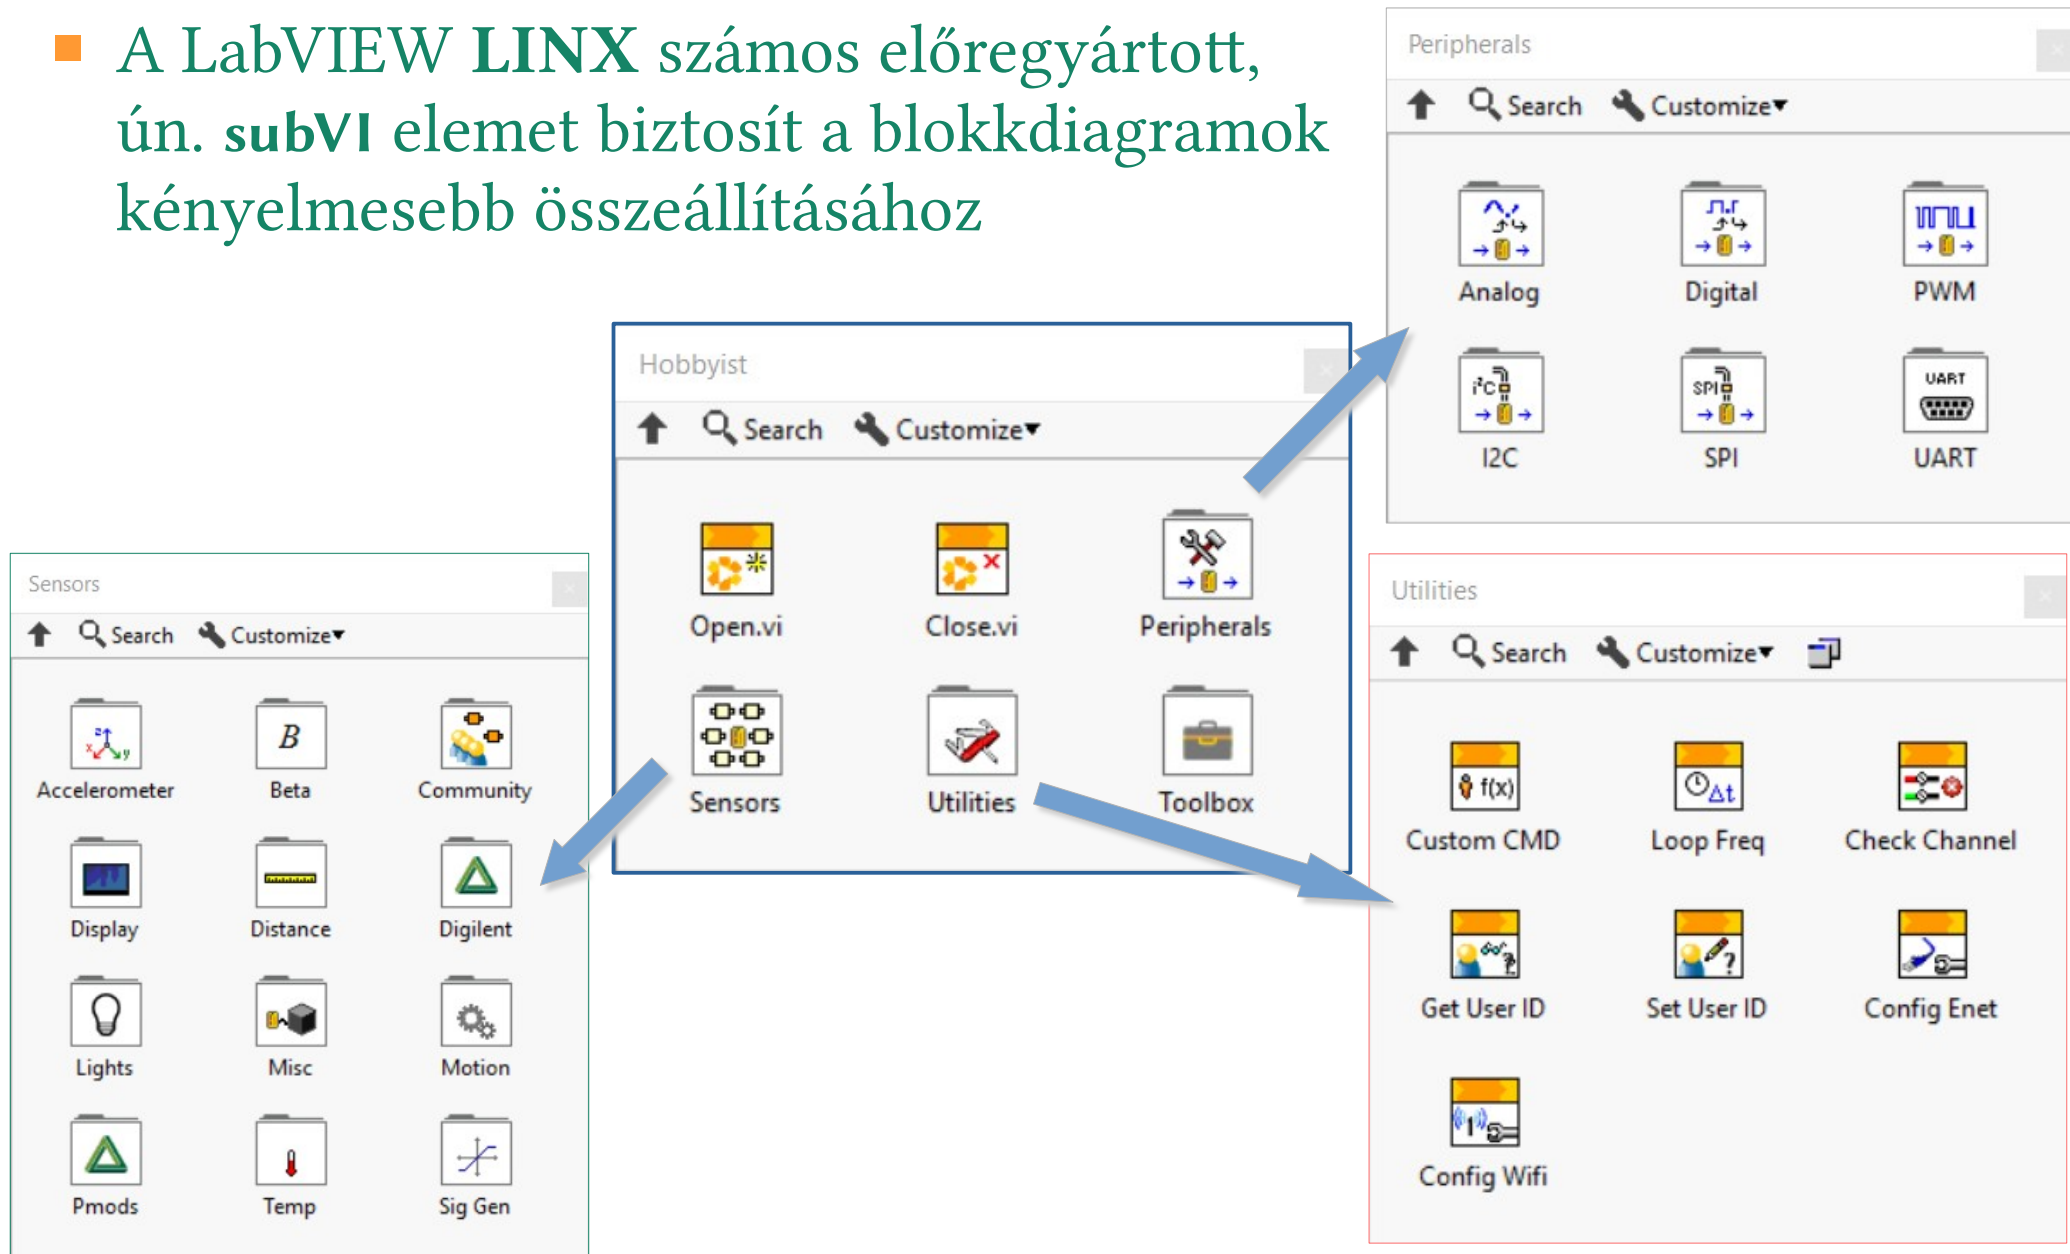 A LabVIEW LINX számos előregyártott,
ún. subVI elemet biztosít a blokkdiagramok
kényelmesebb összeállításához
Peripherals
Search Customize
Analog Digital PWM
I2C SPI UART
UART
Hobbyist
Search Customize
Open.vi Close.vi Peripherals
Sensors Utilities Toolbox
Sensors
Search Customize
Accelerometer Beta Community
Display Distance Digilent
Lights Misc Motion
Pmods Temp Sig Gen
Utilities
Search Customize
f(x) Δt
Custom CMD Loop Freq Check Channel
Get User ID Set User ID Config Enet
Config Wifi